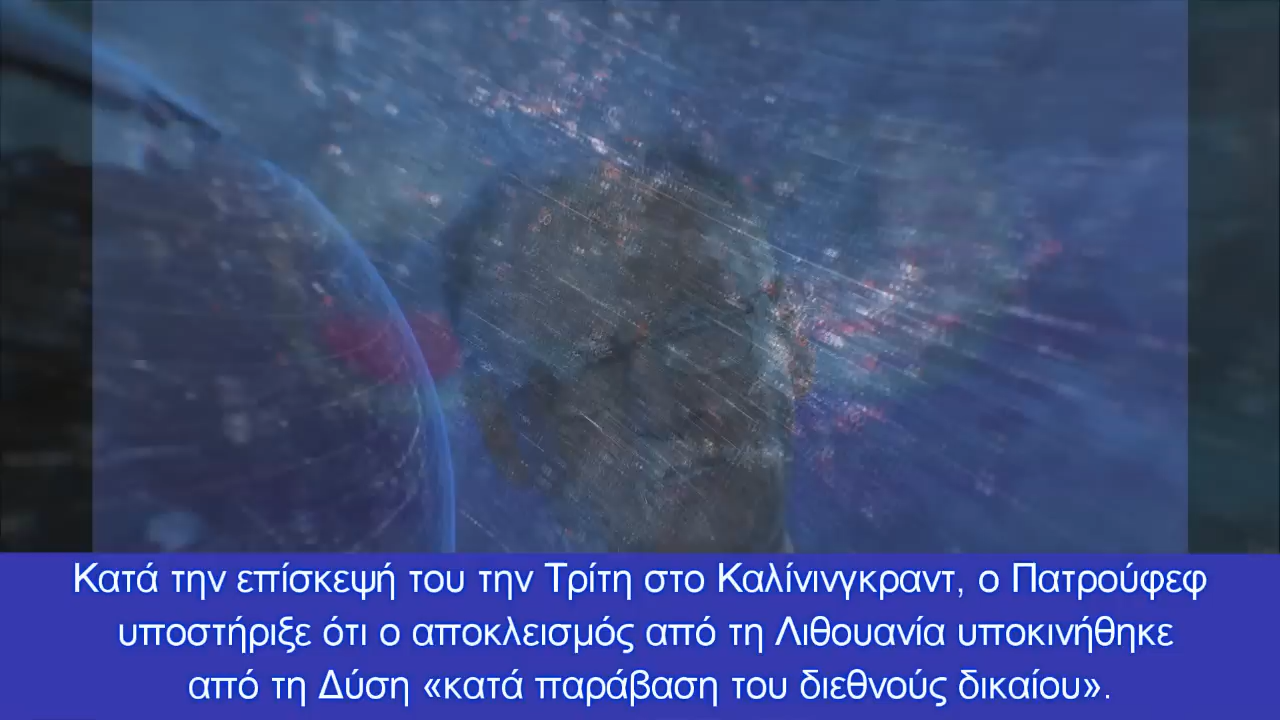 Κατά την επίσκεψή του την Τρίτη στο Καλίνινγκραντ, ο Πατρούφεφ
υποστήριξε ότι ο αποκλεισμός από τη Λιθουανία υποκινήθηκε
από τη Δύση «κατά παράβαση του διεθνούς δικαίου».